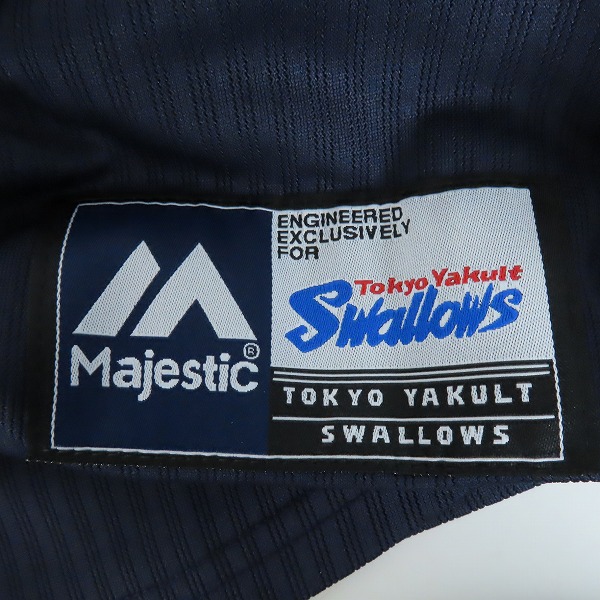 Majestic®
ENGINEERED
EXCLUSIVELY
FOR
Tokyo Yakult
Swallows
TOKYO YAKULT
SWALLOWS